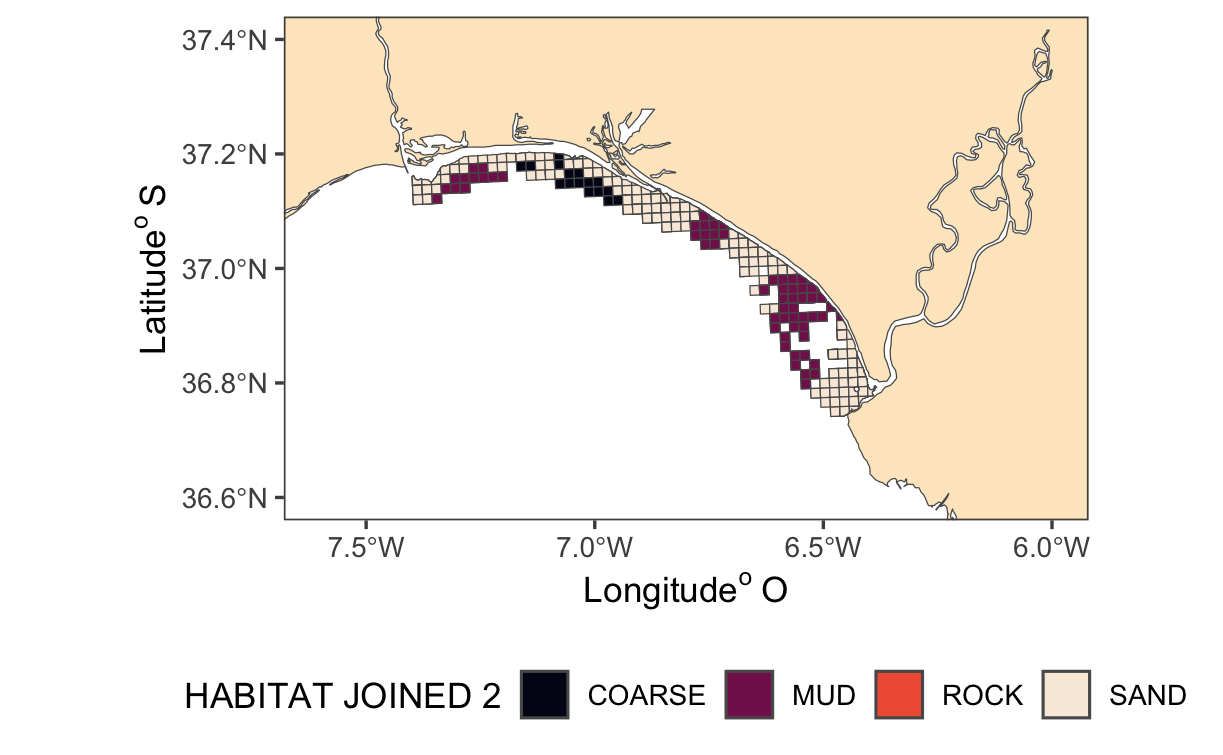 37.4°N
37.2°N
37.0°N
36.8°N
36.6°N
Latitude° S
7.5°W 7.0°W 6.5°W 6.0°W
Longitude° O
HABITAT JOINED 2 COARSE MUD ROCK SAND